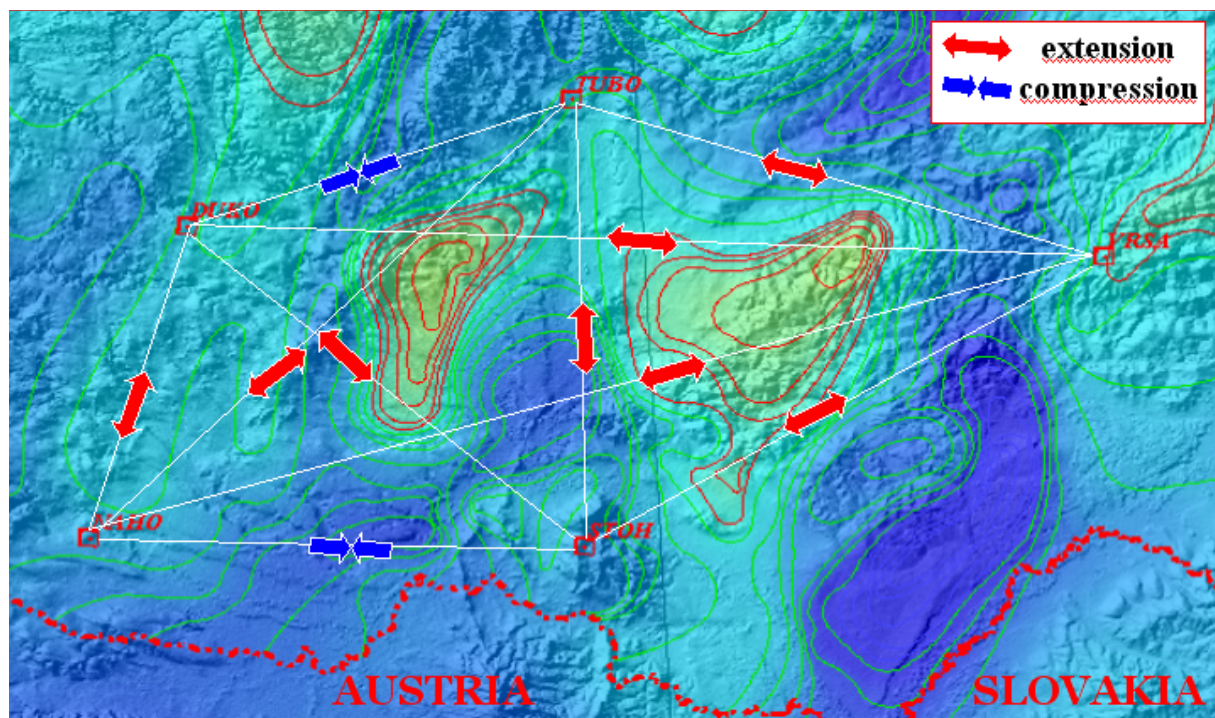 extension
compression
TUBO
DUKO
VRSA
NAHO
STOH
AUSTRIA
SLOVAKIA